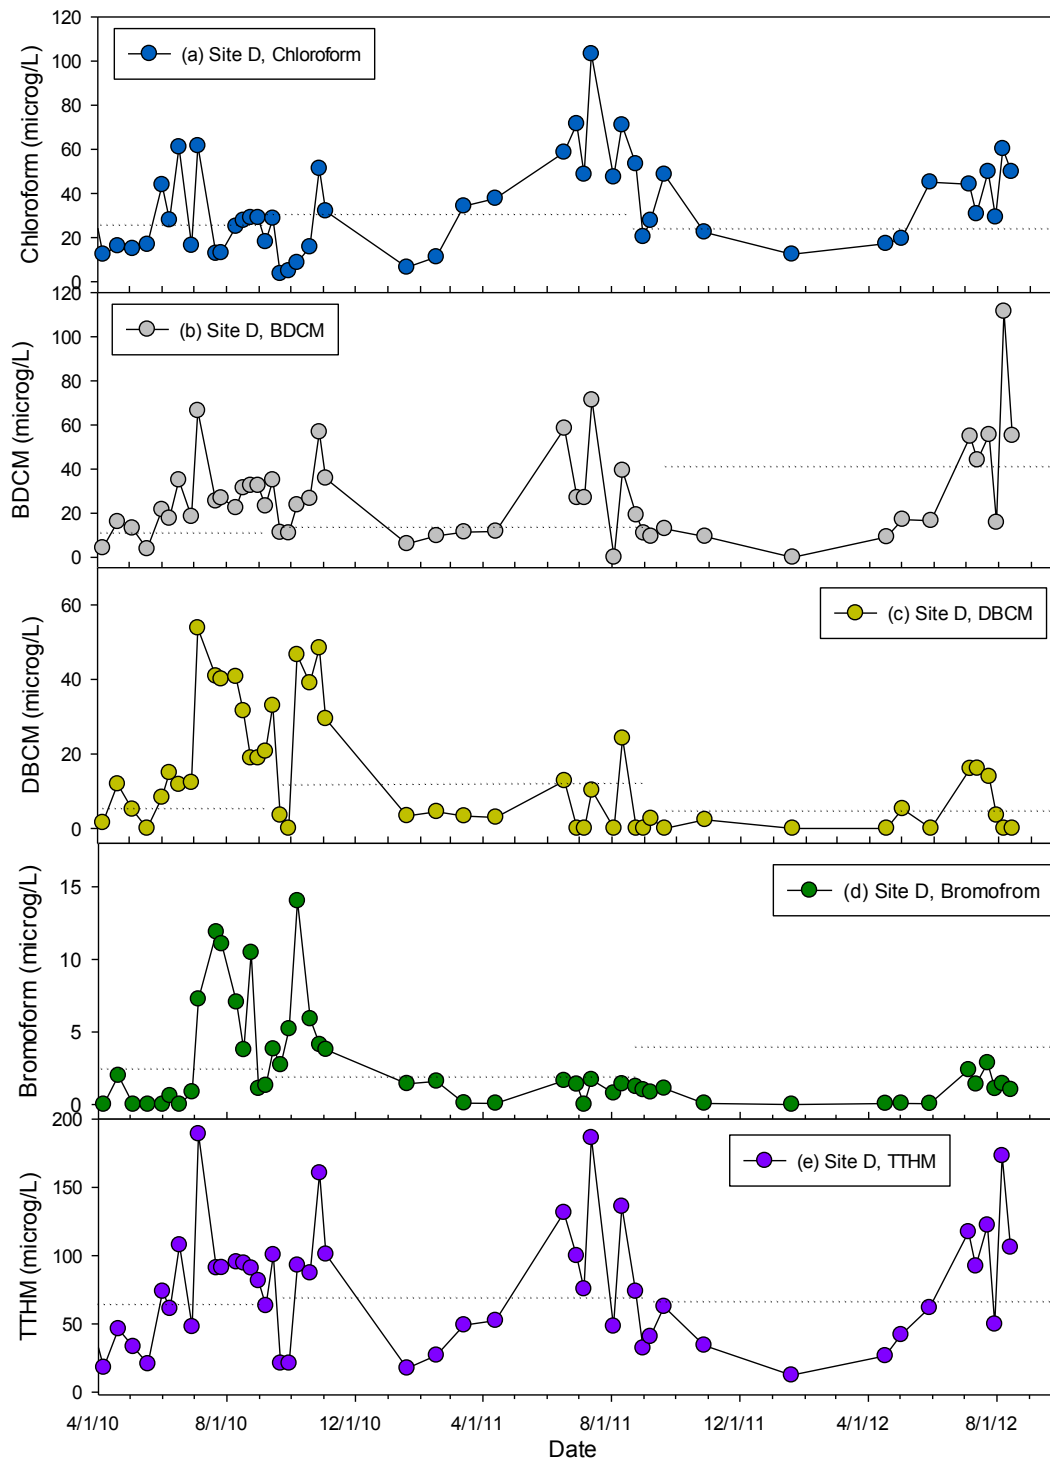 120
100
80
60
40
20
0
Chloroform (microg/L)
(a) Site D, Chloroform
120
100
80
60
40
20
0
BDCM (microg/L)
(b) Site D, BDCM
60
40
20
0
DBCM (microg/L)
(c) Site D, DBCM
15
10
5
0
Bromoform (microg/L)
(d) Site D, Bromofrom
200
150
100
50
0
TTHM (microg/L)
(e) Site D, TTHM
4/1/10 8/1/10 12/1/10 4/1/11 8/1/11 12/1/11 4/1/12 8/1/12
Date